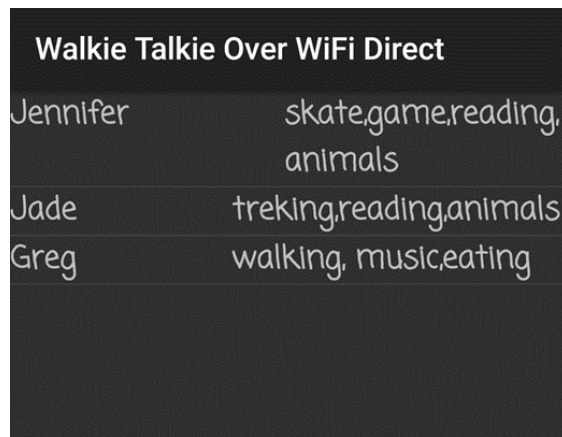 Walkie Talkie Over WiFi Direct
Jennifer skate,game,reading,
animals
Jade treking,reading,animals
Greg walking, music,eating